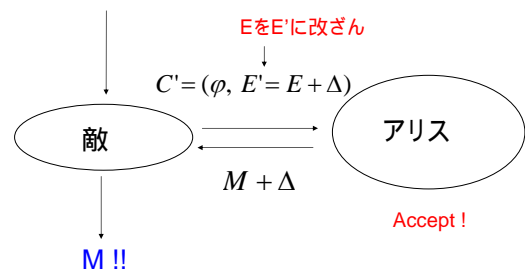 EをE'に改ざん
C'=(φ, E'=E+Δ)
敵
アリス
M+Δ
Accept !
M !!